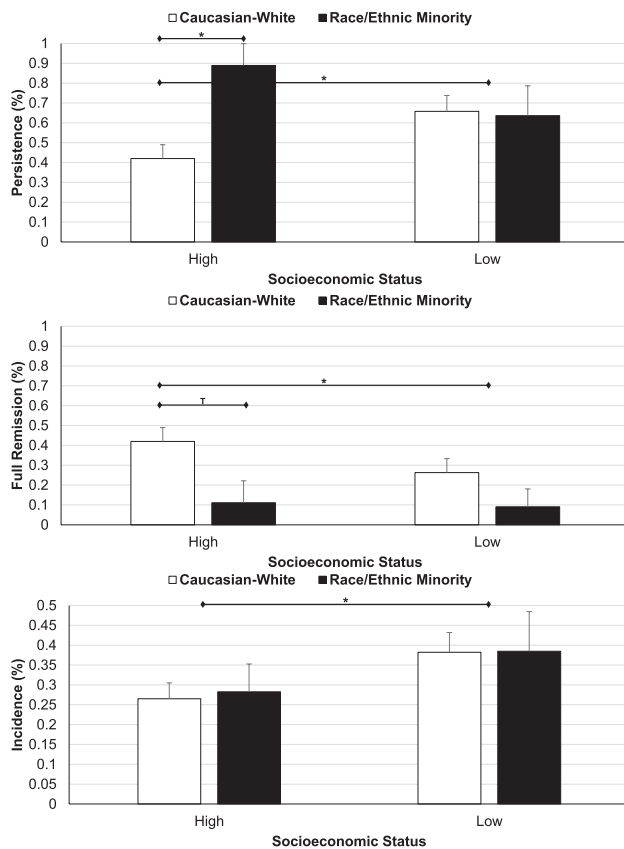 □ Caucasian-White ■ Race/Ethnic Minority
*
*
Persistence (%)
1
0.9
0.8
0.7
0.6
0.5
0.4
0.3
0.2
0.1
0
High Low
Socioeconomic Status
□ Caucasian-White ■ Race/Ethnic Minority
*
T
Full Remission (%)
1
0.9
0.8
0.7
0.6
0.5
0.4
0.3
0.2
0.1
0
High Low
Socioeconomic Status
□ Caucasian-White ■ Race/Ethnic Minority
*
Incidence (%)
0.5
0.45
0.4
0.35
0.3
0.25
0.2
0.15
0.1
0.05
0
High Low
Socioeconomic Status